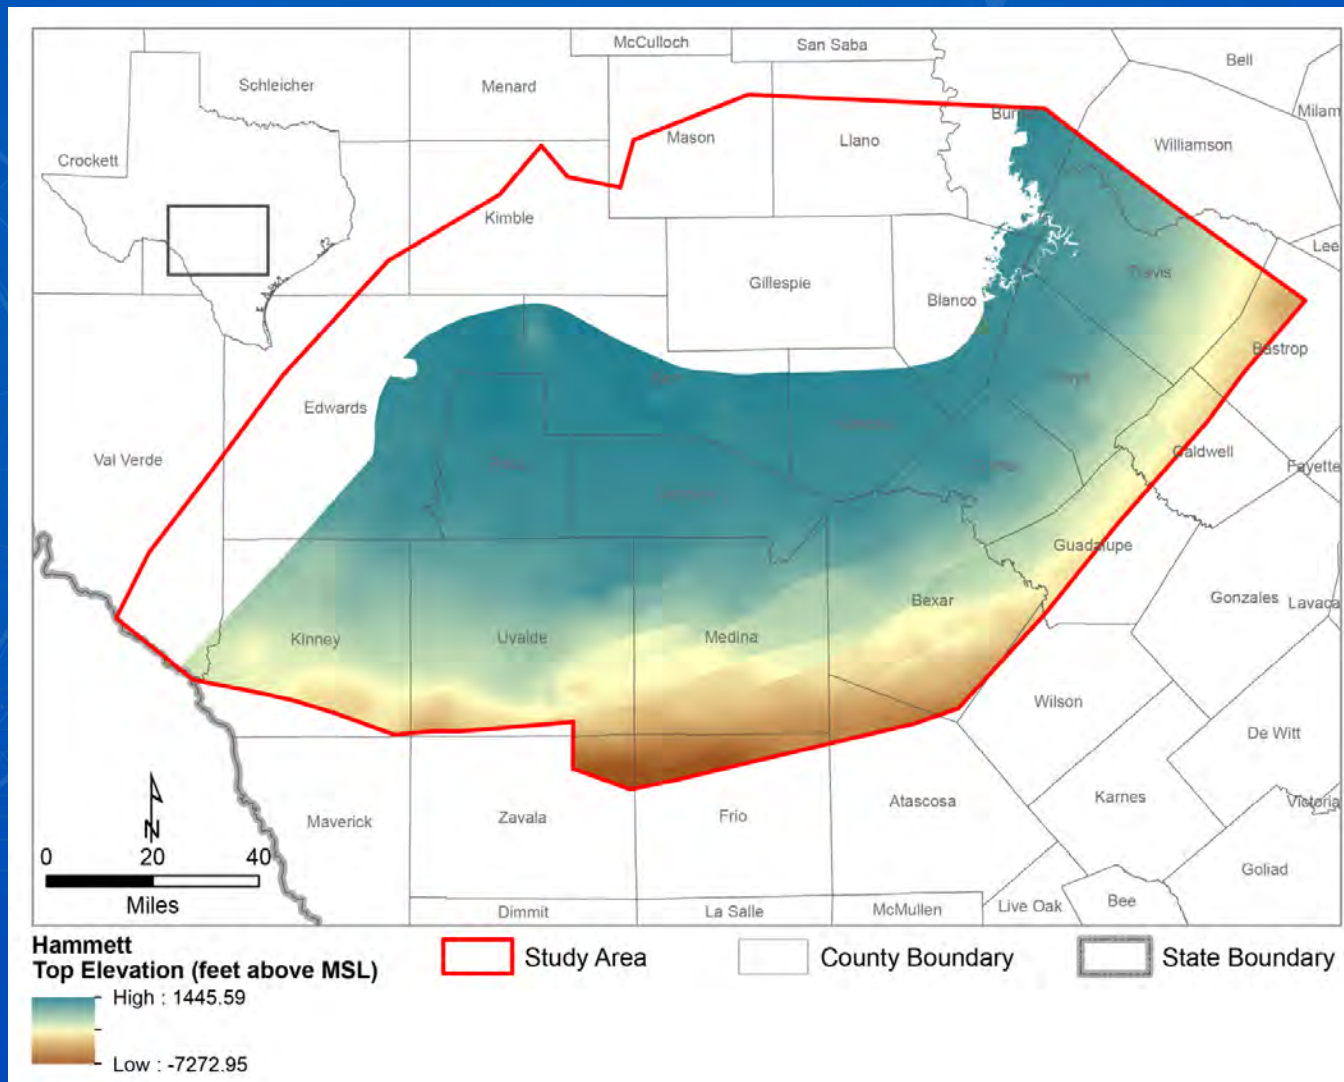 McCulloch
San Saba
Bell
Schleicher
Menard
Milam
Mason
Llano
Williamson
Crockett
Kimble
Lee
Gillespie
Travis
Blanco
Bastrop
Edwards
Val Verde
Caldwell
Fayette
Guadalupe
Bexar
Gonzales
Lavaca
Kinney
Uvalde
Medina
Wilson
De Witt
Maverick
Zavala
Frio
Atascosa
Karnes
Victoria
N
0 20 40
Miles
Goliad
Dimmit
La Salle
McMullen
Live Oak
Bee
Hammett
Top Elevation (feet above MSL)
High : 1445.59
Low : -7272.95
Study Area
County Boundary
State Boundary